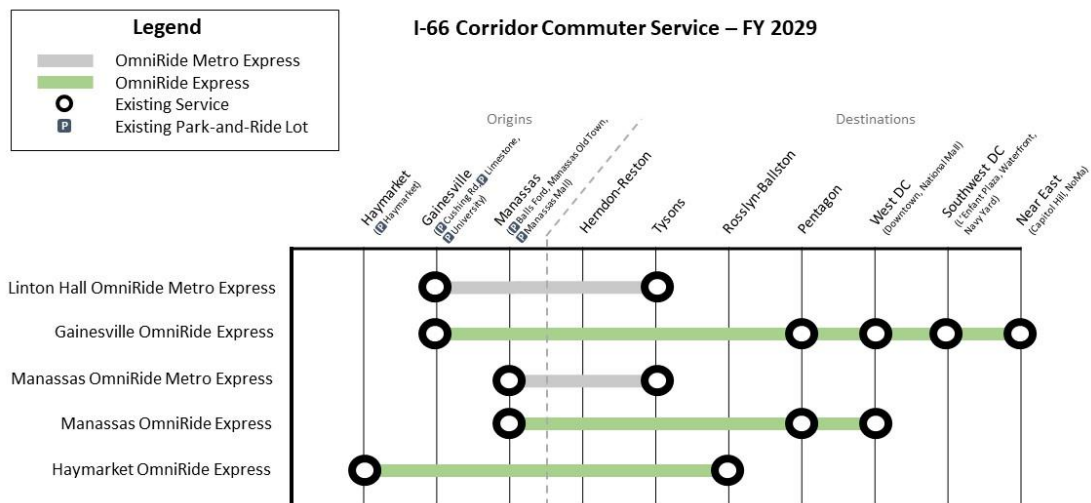 Legend
OmniRide Metro Express
OmniRide Express
Existing Service
P Existing Park-and-Ride Lot
I-66 Corridor Commuter Service – FY 2029
Origins
Destinations
Haymarket
(P Haymarket)
Gainesville
(P Cushing Rd, P Limestone,
P University)
Manassas
(P Balls Ford, Manassas Old Town,
P Manassas Mall)
Herndon-Reston
Tysons
Rosslyn-Ballston
Pentagon
West DC
(Downtown, National Mall)
Southwest DC
(L'Enfant Plaza, Waterfront,
Navy Yard)
Near East
(Capitol Hill, NoMa)
Linton Hall OmniRide Metro Express
Gainesville OmniRide Express
Manassas OmniRide Metro Express
Manassas OmniRide Express
Haymarket OmniRide Express